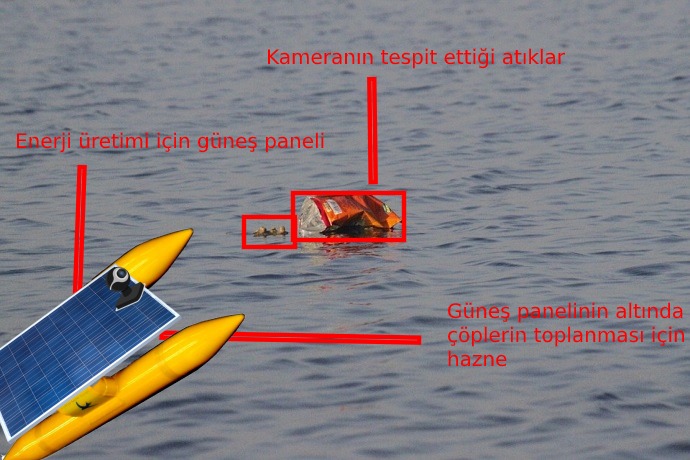 Kameranın tespit ettiği atıklar
Enerji üretiml için güneş paneli
Güneş panelinin altında
çöplerin toplanması için
hazne